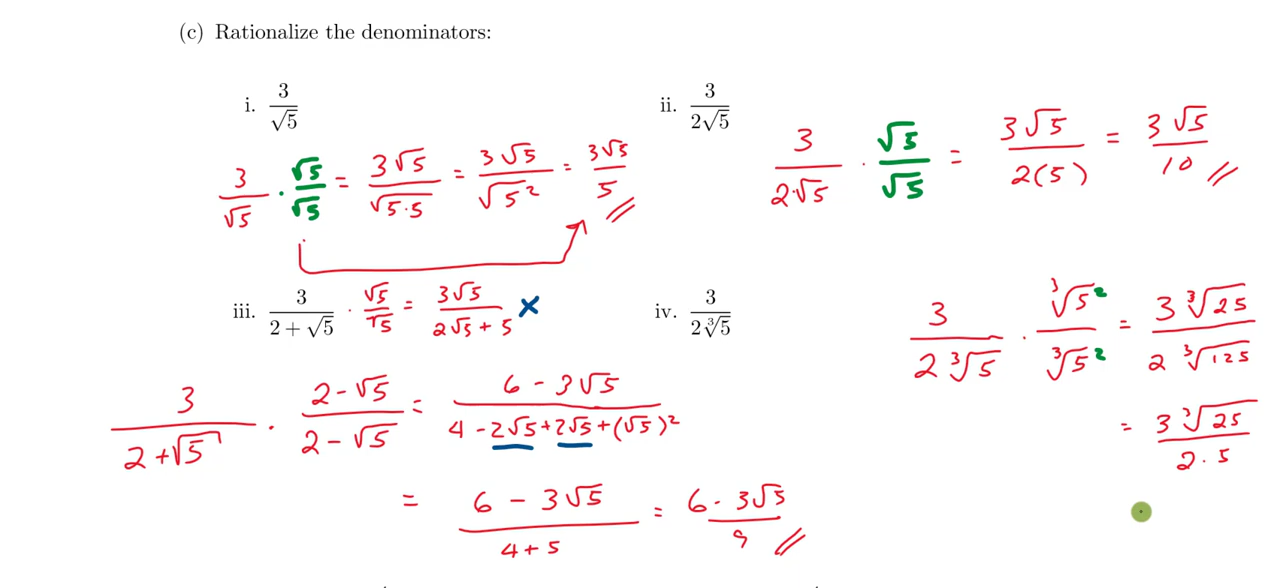 (c) Rationalize the denominators:
i. 3/√5
3/√5 · √5/√5 = 3√5/√(5·5) = 3√5/√5² = 3√5/5 //
ii. 3/(2√5)
3/(2·√5) · √5/√5 = 3√5/2(5) = 3√5/10 //
iii. 3/(2 + √5) · √5/√5 = 3√5/(2√5 + 5) ×
3/(2 + √5) · (2 - √5)/(2 - √5) = (6 - 3√5)/(4 - 2√5 + 2√5 + (√5)²)
= (6 - 3√5)/(4 + 5) = (6 - 3√5)/9 //
iv. 3/(2∛5)
3/(2∛5) · ∛5²/∛5² = 3∛25/(2∛125)
= 3∛25/(2·5)